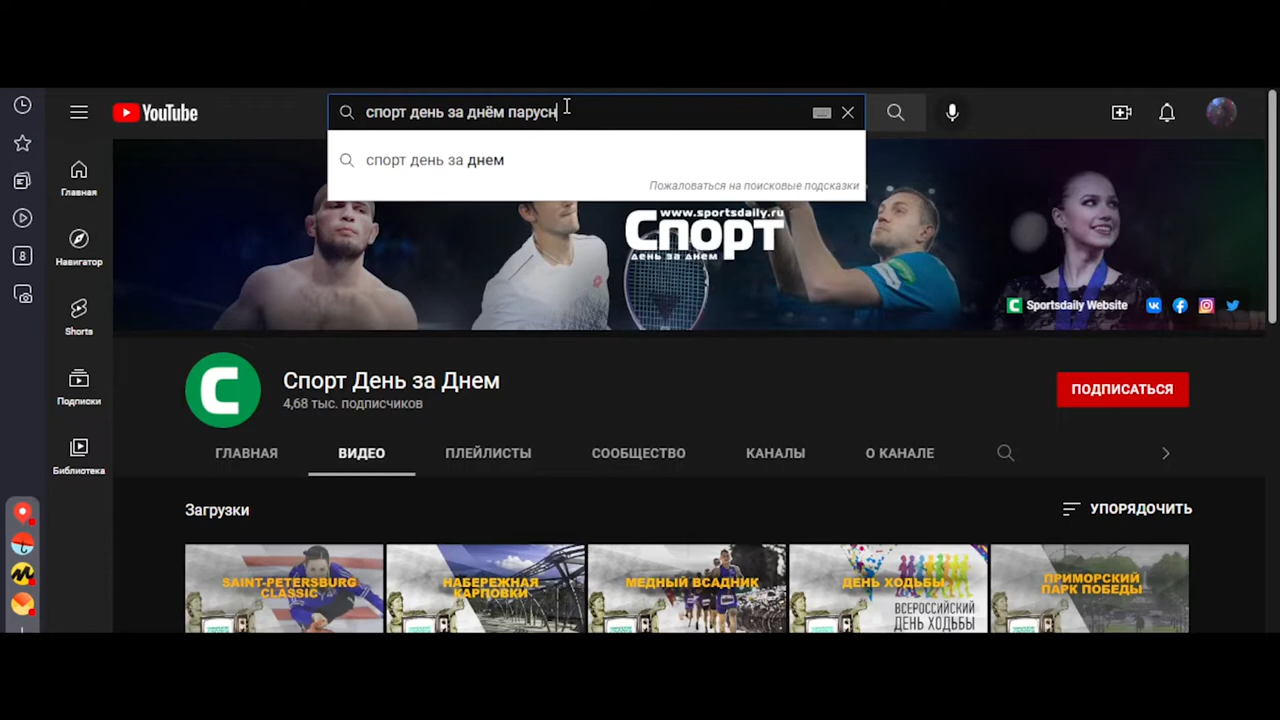 YouTube
спорт день за днём парусн
спорт день за днем
Пожаловаться на поисковые подсказки
Главная
Навигатор
Shorts
Подписки
Библиотека
8
www.sportsdaily.ru
Спорт
день за днем
Sportsdaily Website
С
Спорт День за Днем
4,68 тыс. подписчиков
ПОДПИСАТЬСЯ
ГЛАВНАЯ
ВИДЕО
ПЛЕЙЛИСТЫ
СООБЩЕСТВО
КАНАЛЫ
О КАНАЛЕ
Загрузки
УПОРЯДОЧИТЬ
SAINT-PETERSBURG
CLASSIC
НАБЕРЕЖНАЯ
КАРПОВКИ
МЕДНЫЙ ВСАДНИК
ДЕНЬ ХОДЬБЫ
ВСЕРОССИЙСКИЙ
ДЕНЬ ХОДЬБЫ
ПРИМОРСКИЙ
ПАРК ПОБЕДЫ